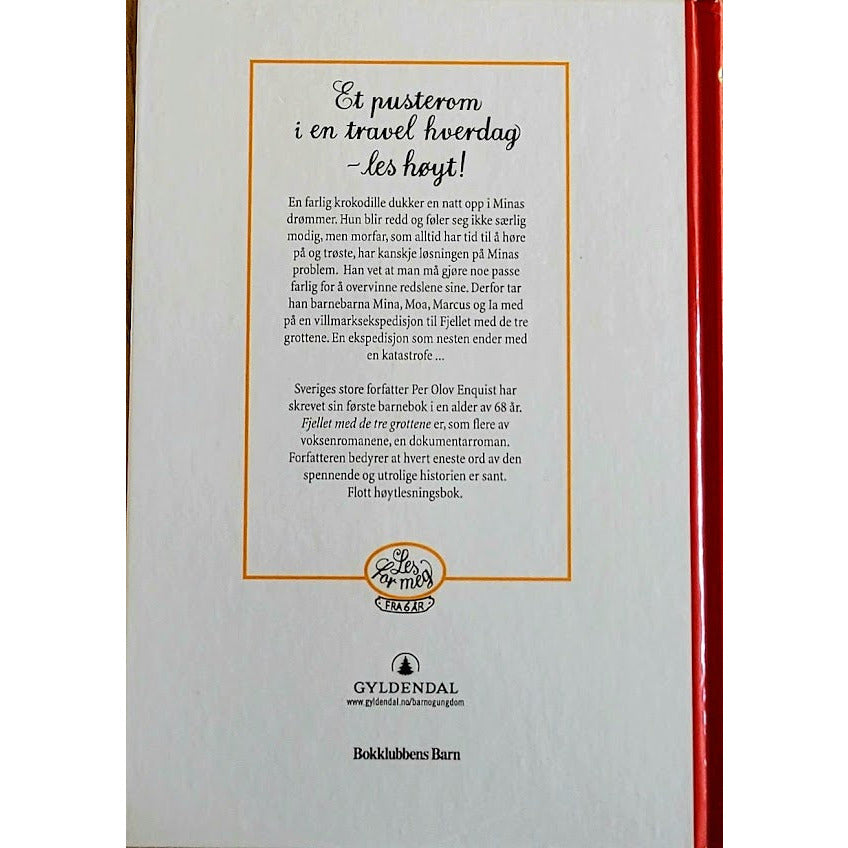 Et pusterom
i en travel hverdag
– les høyt!
En farlig krokodille dukker en natt opp i Minas
drømmer. Hun blir redd og føler seg ikke særlig
modig, men morfar, som alltid har tid til å høre
på og trøste, har kanskje løsningen på Minas
problem. Han vet at man må gjøre noe passe
farlig for å overvinne redslene sine. Derfor tar
han barnebarna Mina, Moa, Marcus og Ia med
på en villmarksekspedisjon til Fjellet med de tre
grottene. En ekspedisjon som nesten ender med
en katastrofe ...
Sveriges store forfatter Per Olov Enquist har
skrevet sin første barnebok i en alder av 68 år.
Fjellet med de tre grottene er, som flere av
voksenromanene, en dokumentarroman.
Forfatteren bedyrer at hvert eneste ord av den
spennende og utrolige historien er sant.
Flott høytlesningsbok.
Les
for meg
FRA 6 ÅR
GYLDENDAL
www.gyldendal.no/barnogungdom
Bokklubbens Barn